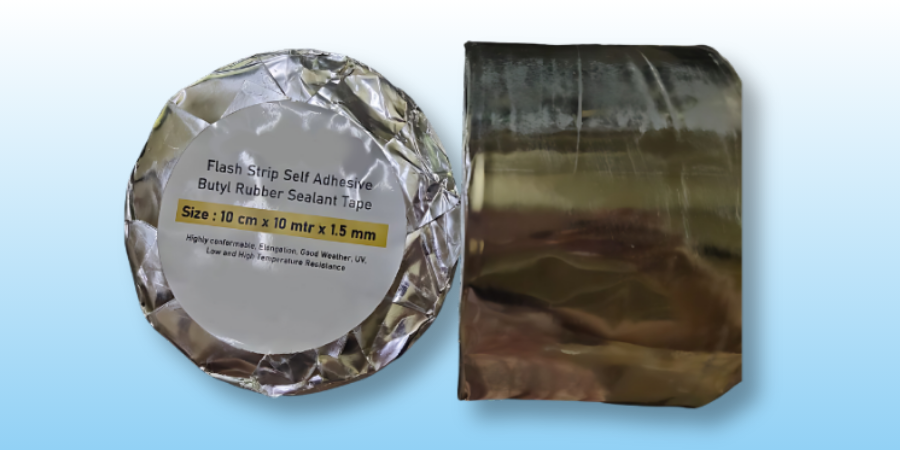 Flash Strip Self Adhesive
Butyl Rubber Sealant Tape
Size : 10 cm x 10 mtr x 1.5 mm
Highly conformable, Elongation, Good Weather, UV,
Low and High Temperature Resistance